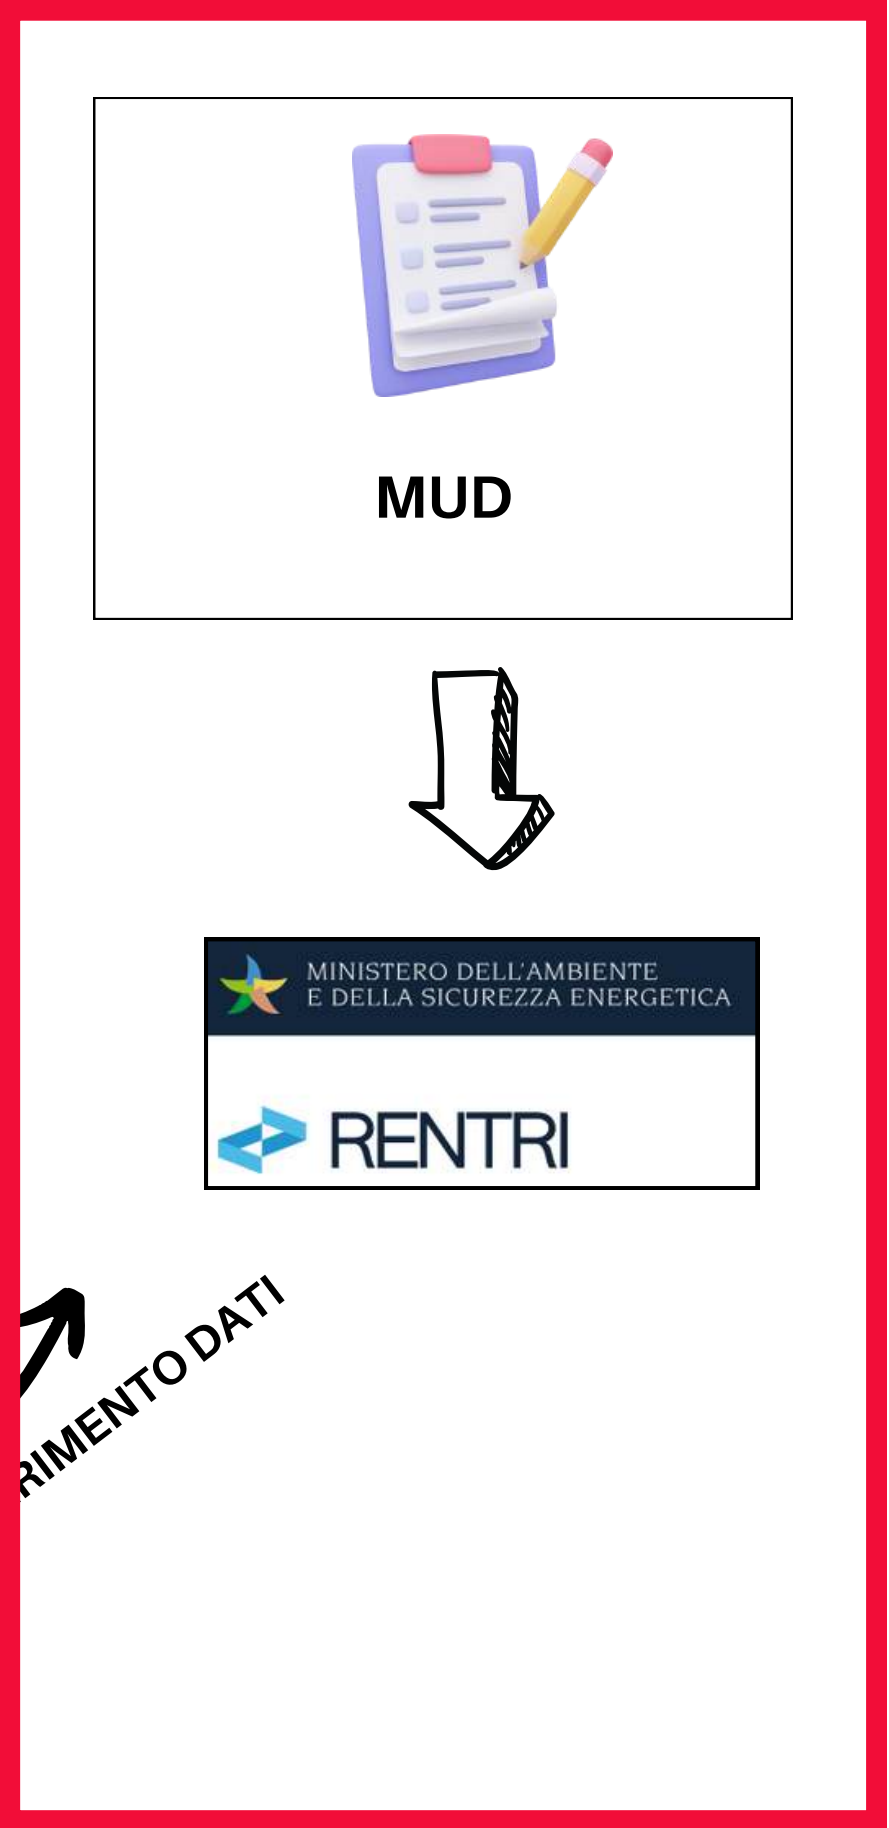 MUD
MINISTERO DELL'AMBIENTE
E DELLA SICUREZZA ENERGETICA
RENTRI
RIMENTO DATI